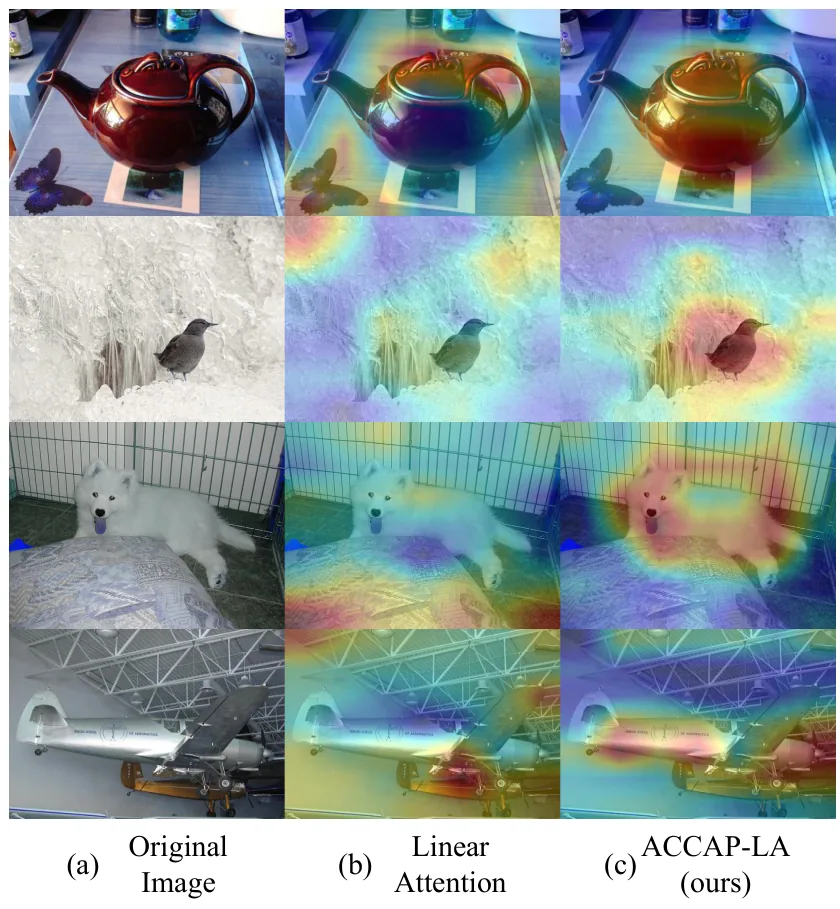 (a) Original
Image
(b) Linear
Attention
(c) ACCAP-LA
(ours)